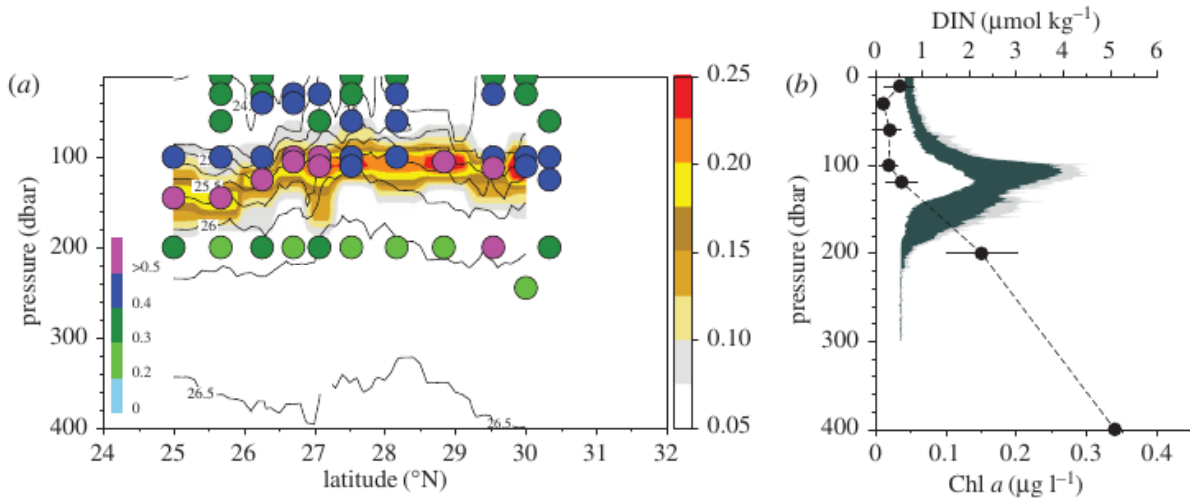 (a)
pressure (dbar)
100
200
300
400
24 25 26 27 28 29 30 31 32
latitude (°N)
>0.5
0.4
0.3
0.2
0
25.5
26
26.5
26.5
0.25
0.20
0.15
0.10
0.05
(b)
DIN (μmol kg⁻¹)
0 1 2 3 4 5 6
pressure (dbar)
0
100
200
300
400
0 0.1 0.2 0.3 0.4
Chl a (μg l⁻¹)